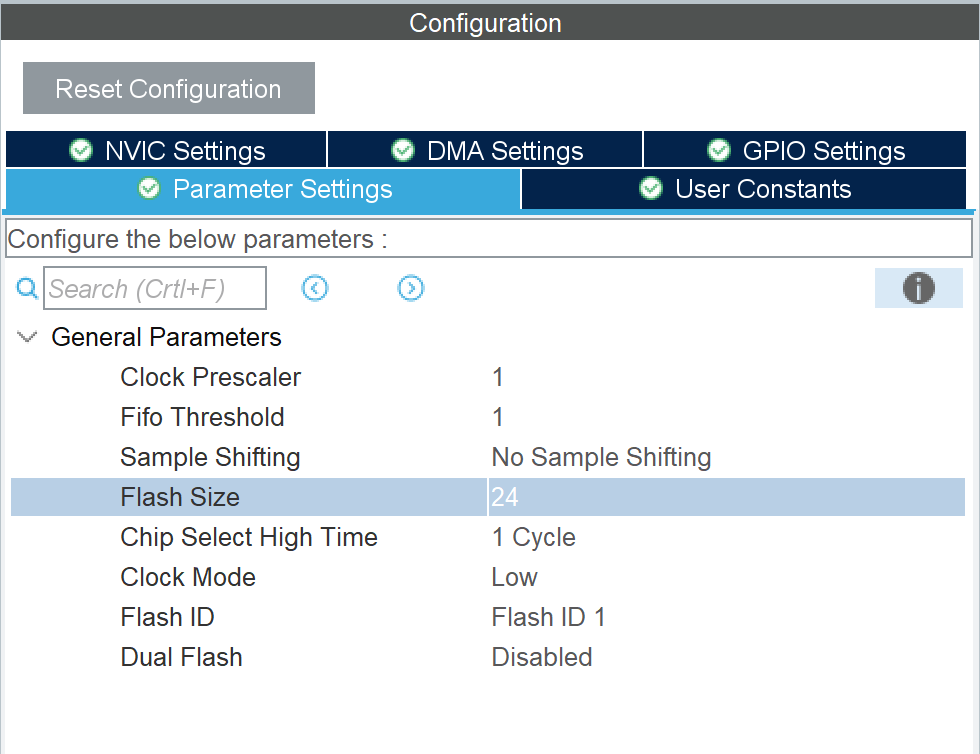 Configuration
Reset Configuration
NVIC Settings DMA Settings GPIO Settings
Parameter Settings User Constants
Configure the below parameters :
Search (Crtl+F)
General Parameters
Clock Prescaler 1
Fifo Threshold 1
Sample Shifting No Sample Shifting
Flash Size 24
Chip Select High Time 1 Cycle
Clock Mode Low
Flash ID Flash ID 1
Dual Flash Disabled